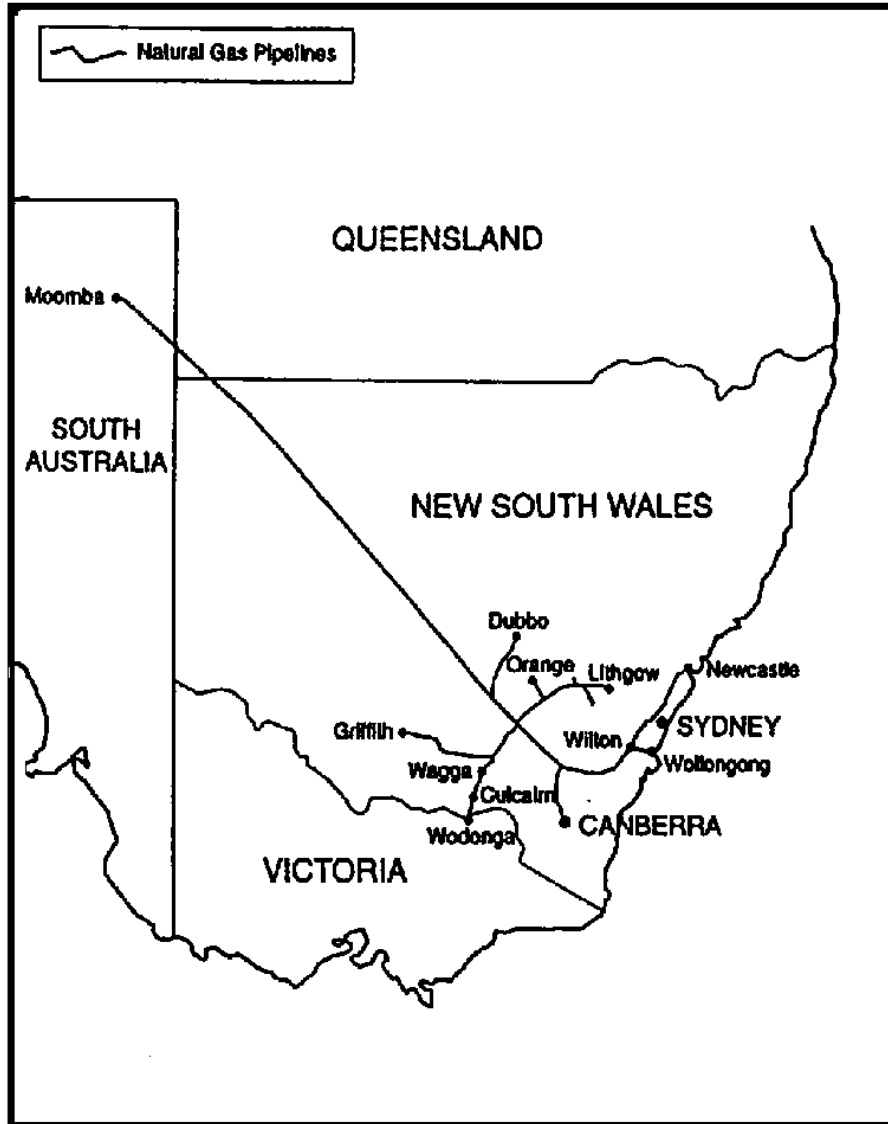 Natural Gas Pipelines
QUEENSLAND
Moomba
SOUTH
AUSTRALIA
NEW SOUTH WALES
Dubbo
Orange
Lithgow
Newcastle
Griffith
SYDNEY
Wilton
Wollongong
Wagga
Culcairn
CANBERRA
Wodonga
VICTORIA